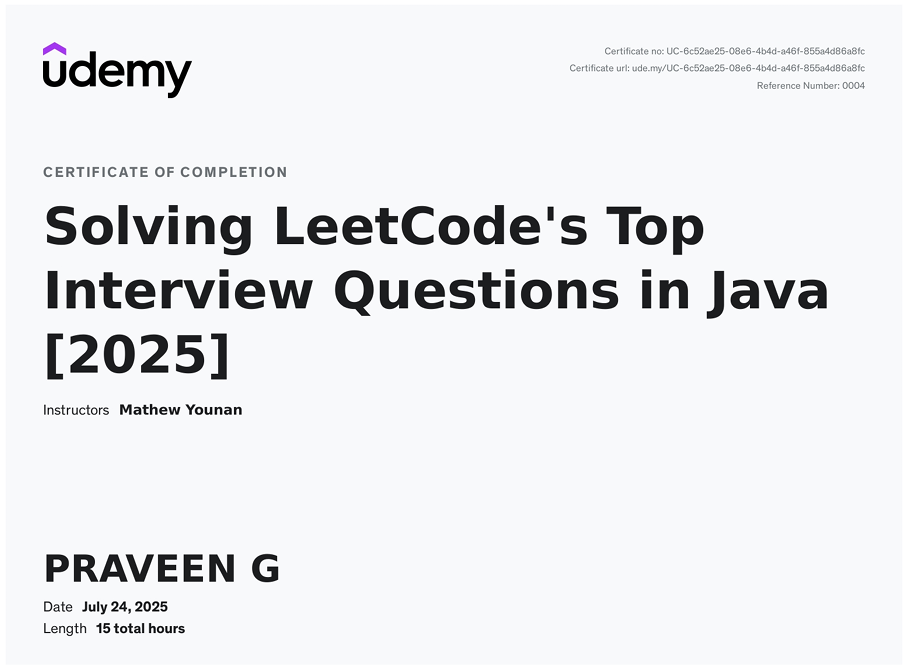 udemy
Certificate no: UC-6c52ae25-08e6-4b4d-a46f-855a4d86a8fc
Certificate url: ude.my/UC-6c52ae25-08e6-4b4d-a46f-855a4d86a8fc
Reference Number: 0004
CERTIFICATE OF COMPLETION
Solving LeetCode's Top
Interview Questions in Java
[2025]
Instructors Mathew Younan
PRAVEEN G
Date July 24, 2025
Length 15 total hours